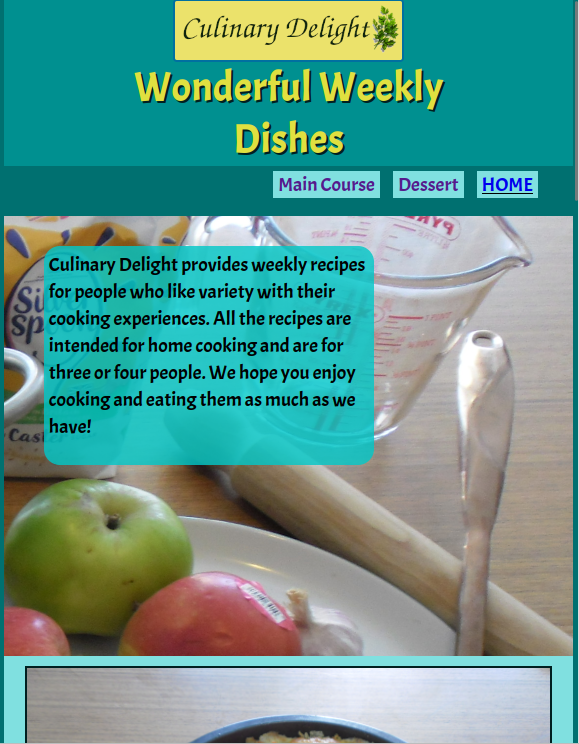 Culinary Delight
Wonderful Weekly
Dishes
Main Course Dessert HOME
Culinary Delight provides weekly recipes
for people who like variety with their
cooking experiences. All the recipes are
intended for home cooking and are for
three or four people. We hope you enjoy
cooking and eating them as much as we
have!